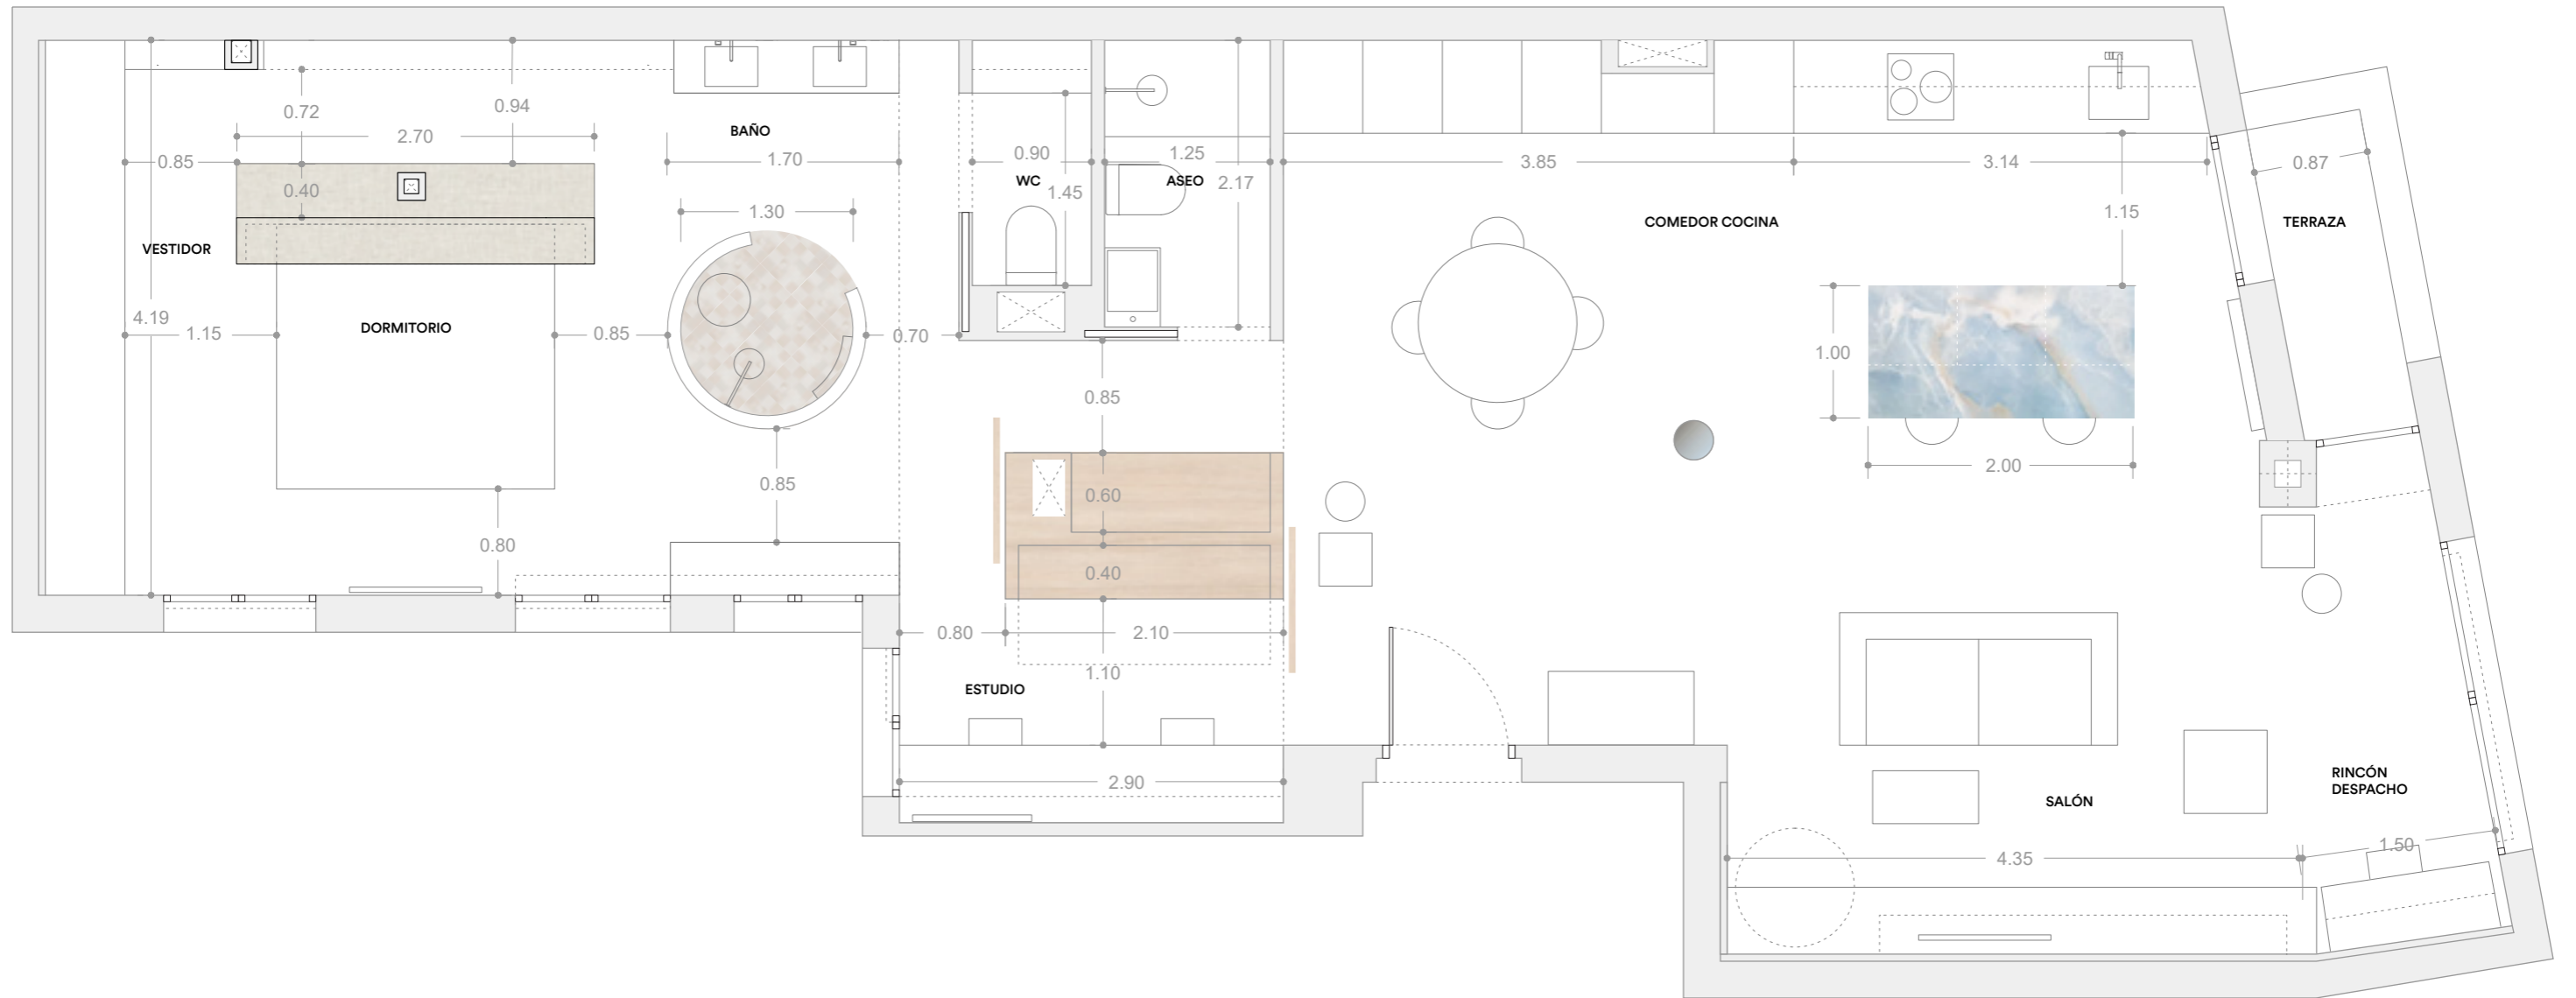 0.72
0.94
2.70
BAÑO
0.85
1.70
0.90
1.25
3.85
3.14
0.87
0.40
WC
1.45
ASEO
2.17
1.30
1.15
COMEDOR COCINA
TERRAZA
VESTIDOR
4.19
DORMITORIO
1.15
0.85
0.70
1.00
0.85
2.00
0.85
0.60
0.80
0.40
0.80
2.10
1.10
ESTUDIO
2.90
RINCÓN
DESPACHO
SALÓN
1.50
4.35